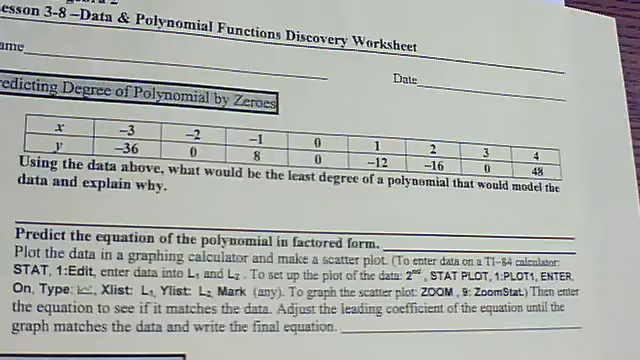 esson 3-8 –Data & Polynomial Functions Discovery Worksheet
ame
Date
redicting Degree of Polynomial by Zeroes
x –3 –2 –1 0 1 2 3 4
y –36 0 8 0 –12 –16 0 48
Using the data above, what would be the least degree of a polynomial that would model the
data and explain why.
Predict the equation of the polynomial in factored form.
Plot the data in a graphing calculator and make a scatter plot. (To enter data on a TI–84 calculator:
STAT, 1:Edit, enter data into L₁ and L₂. To set up the plot of the data: 2ⁿᵈ, STAT PLOT, 1:PLOT1, ENTER.
On, Type: , Xlist: L₁, Ylist: L₂, Mark (any). To graph the scatter plot: ZOOM, 9: ZoomStat.) Then enter
the equation to see if it matches the data. Adjust the leading coefficient of the equation until the
graph matches the data and write the final equation.